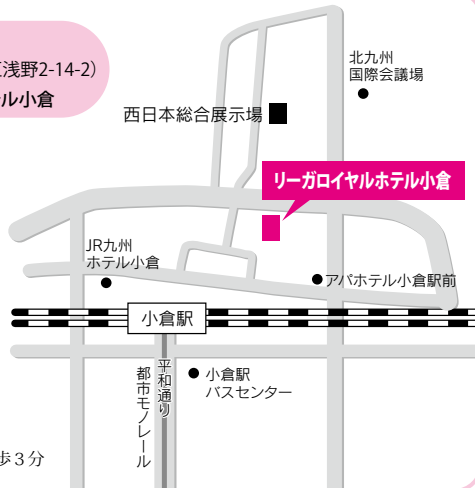 浅野2-14-2)
ル小倉
北九州
国際会議場
西日本総合展示場
リーガロイヤルホテル小倉
JR九州
ホテル小倉
アパホテル小倉駅前
小倉駅
平和通り
都市モノレール
小倉駅
バスセンター
歩3分